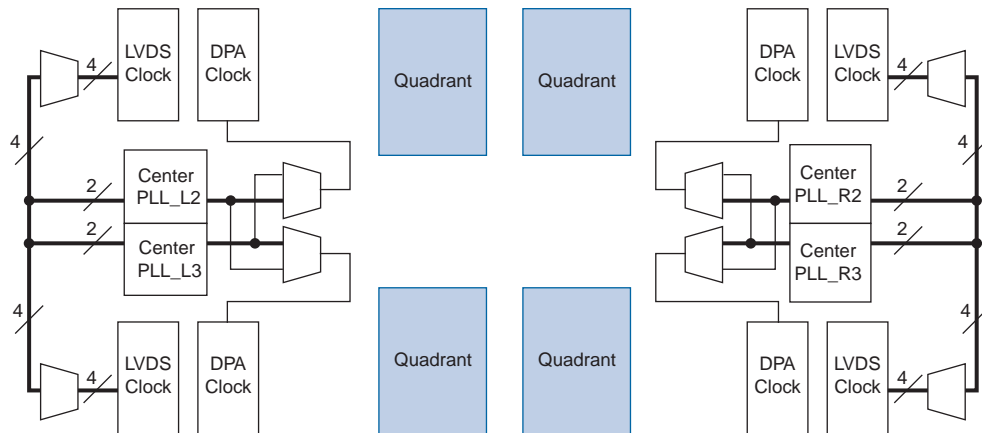 LVDS Clock
DPA Clock
Quadrant
Quadrant
DPA Clock
LVDS Clock
4
4
4
4
Center PLL_L2
2
Center PLL_R2
2
Center PLL_L3
2
Center PLL_R3
2
4
4
LVDS Clock
DPA Clock
Quadrant
Quadrant
DPA Clock
LVDS Clock
4
4